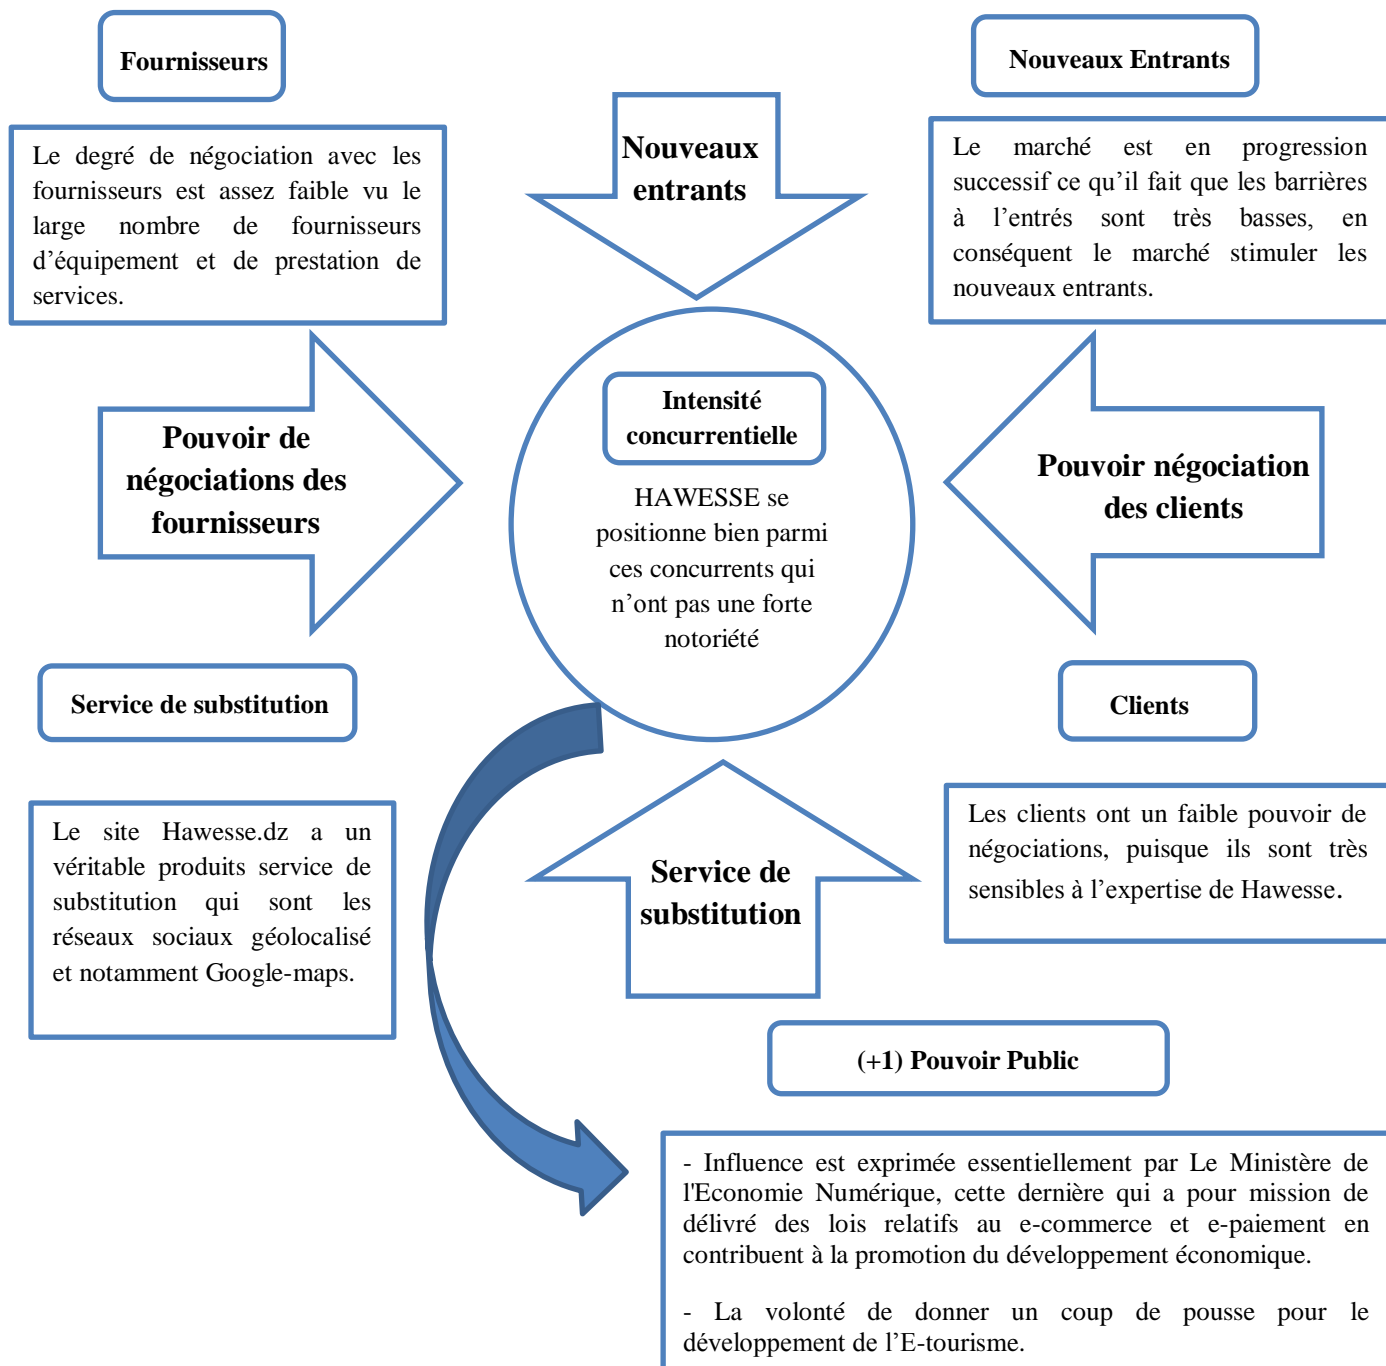 Fournisseurs
Nouveaux Entrants
Le degré de négociation avec les
fournisseurs est assez faible vu le
large nombre de fournisseurs
d’équipement et de prestation de
services.
Nouveaux
entrants
Le marché est en progression
successif ce qu’il fait que les barrières
à l’entrés sont très basses, en
conséquent le marché stimuler les
nouveaux entrants.
Pouvoir de
négociations des
fournisseurs
Intensité
concurrentielle
HAWESSE se
positionne bien parmi
ces concurrents qui
n’ont pas une forte
notoriété
Pouvoir négociation
des clients
Service de substitution
Clients
Le site Hawesse.dz a un
véritable produits service de
substitution qui sont les
réseaux sociaux géolocalisé
et notamment Google-maps.
Service de
substitution
Les clients ont un faible pouvoir de
négociations, puisque ils sont très
sensibles à l’expertise de Hawesse.
(+1) Pouvoir Public
- Influence est exprimée essentiellement par Le Ministère de
l'Economie Numérique, cette dernière qui a pour mission de
délivré des lois relatifs au e-commerce et e-paiement en
contribuent à la promotion du développement économique.
- La volonté de donner un coup de pousse pour le
développement de l’E-tourisme.